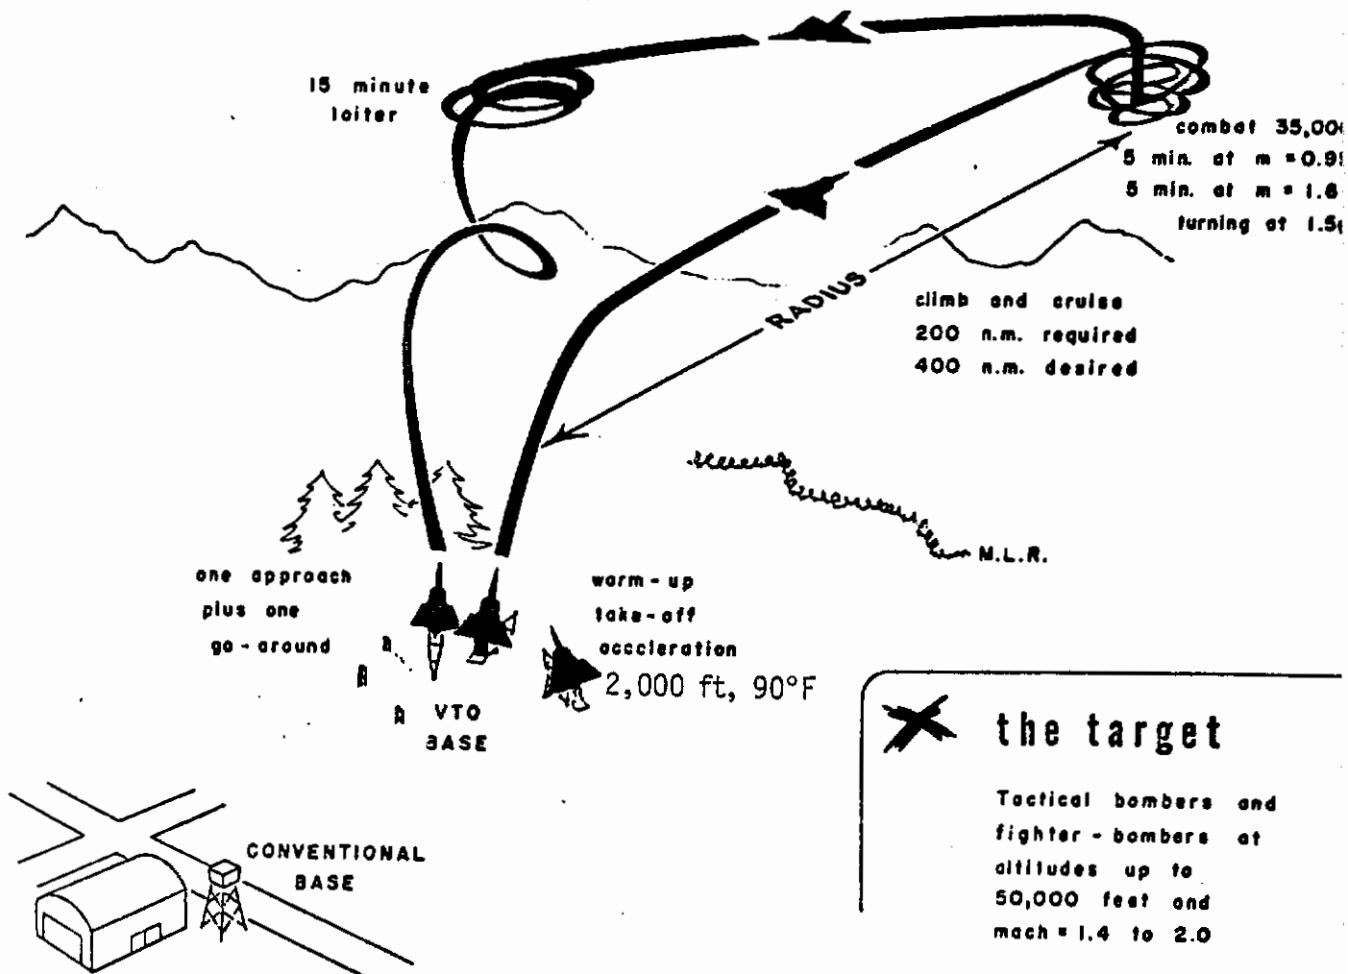 15 minute
loiter
combat 35,00
5 min. at m = 0.9
5 min. at m = 1.6
turning at 1.5
RADIUS
climb and cruise
200 n.m. required
400 n.m. desired
M.L.R.
one approach
plus one
go-around
warm-up
take-off
acccleration
2,000 ft, 90°F
VTO
BASE
CONVENTIONAL
BASE
the target
Tactical bombers and
fighter-bombers at
altitudes up to
50,000 feet and
mach = 1.4 to 2.0